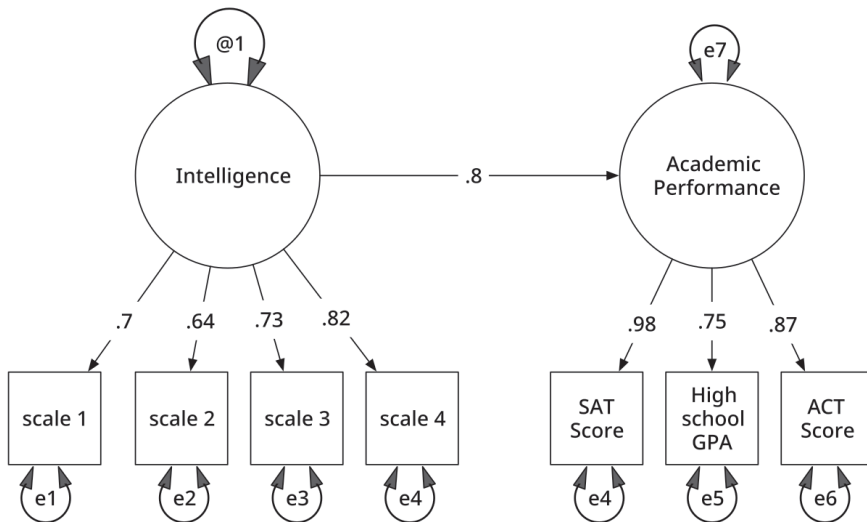 @1
e7
Intelligence
.8
Academic
Performance
.7
.64
.73
.82
.98
.75
.87
scale 1
scale 2
scale 3
scale 4
SAT
Score
High
school
GPA
ACT
Score
e1
e2
e3
e4
e4
e5
e6